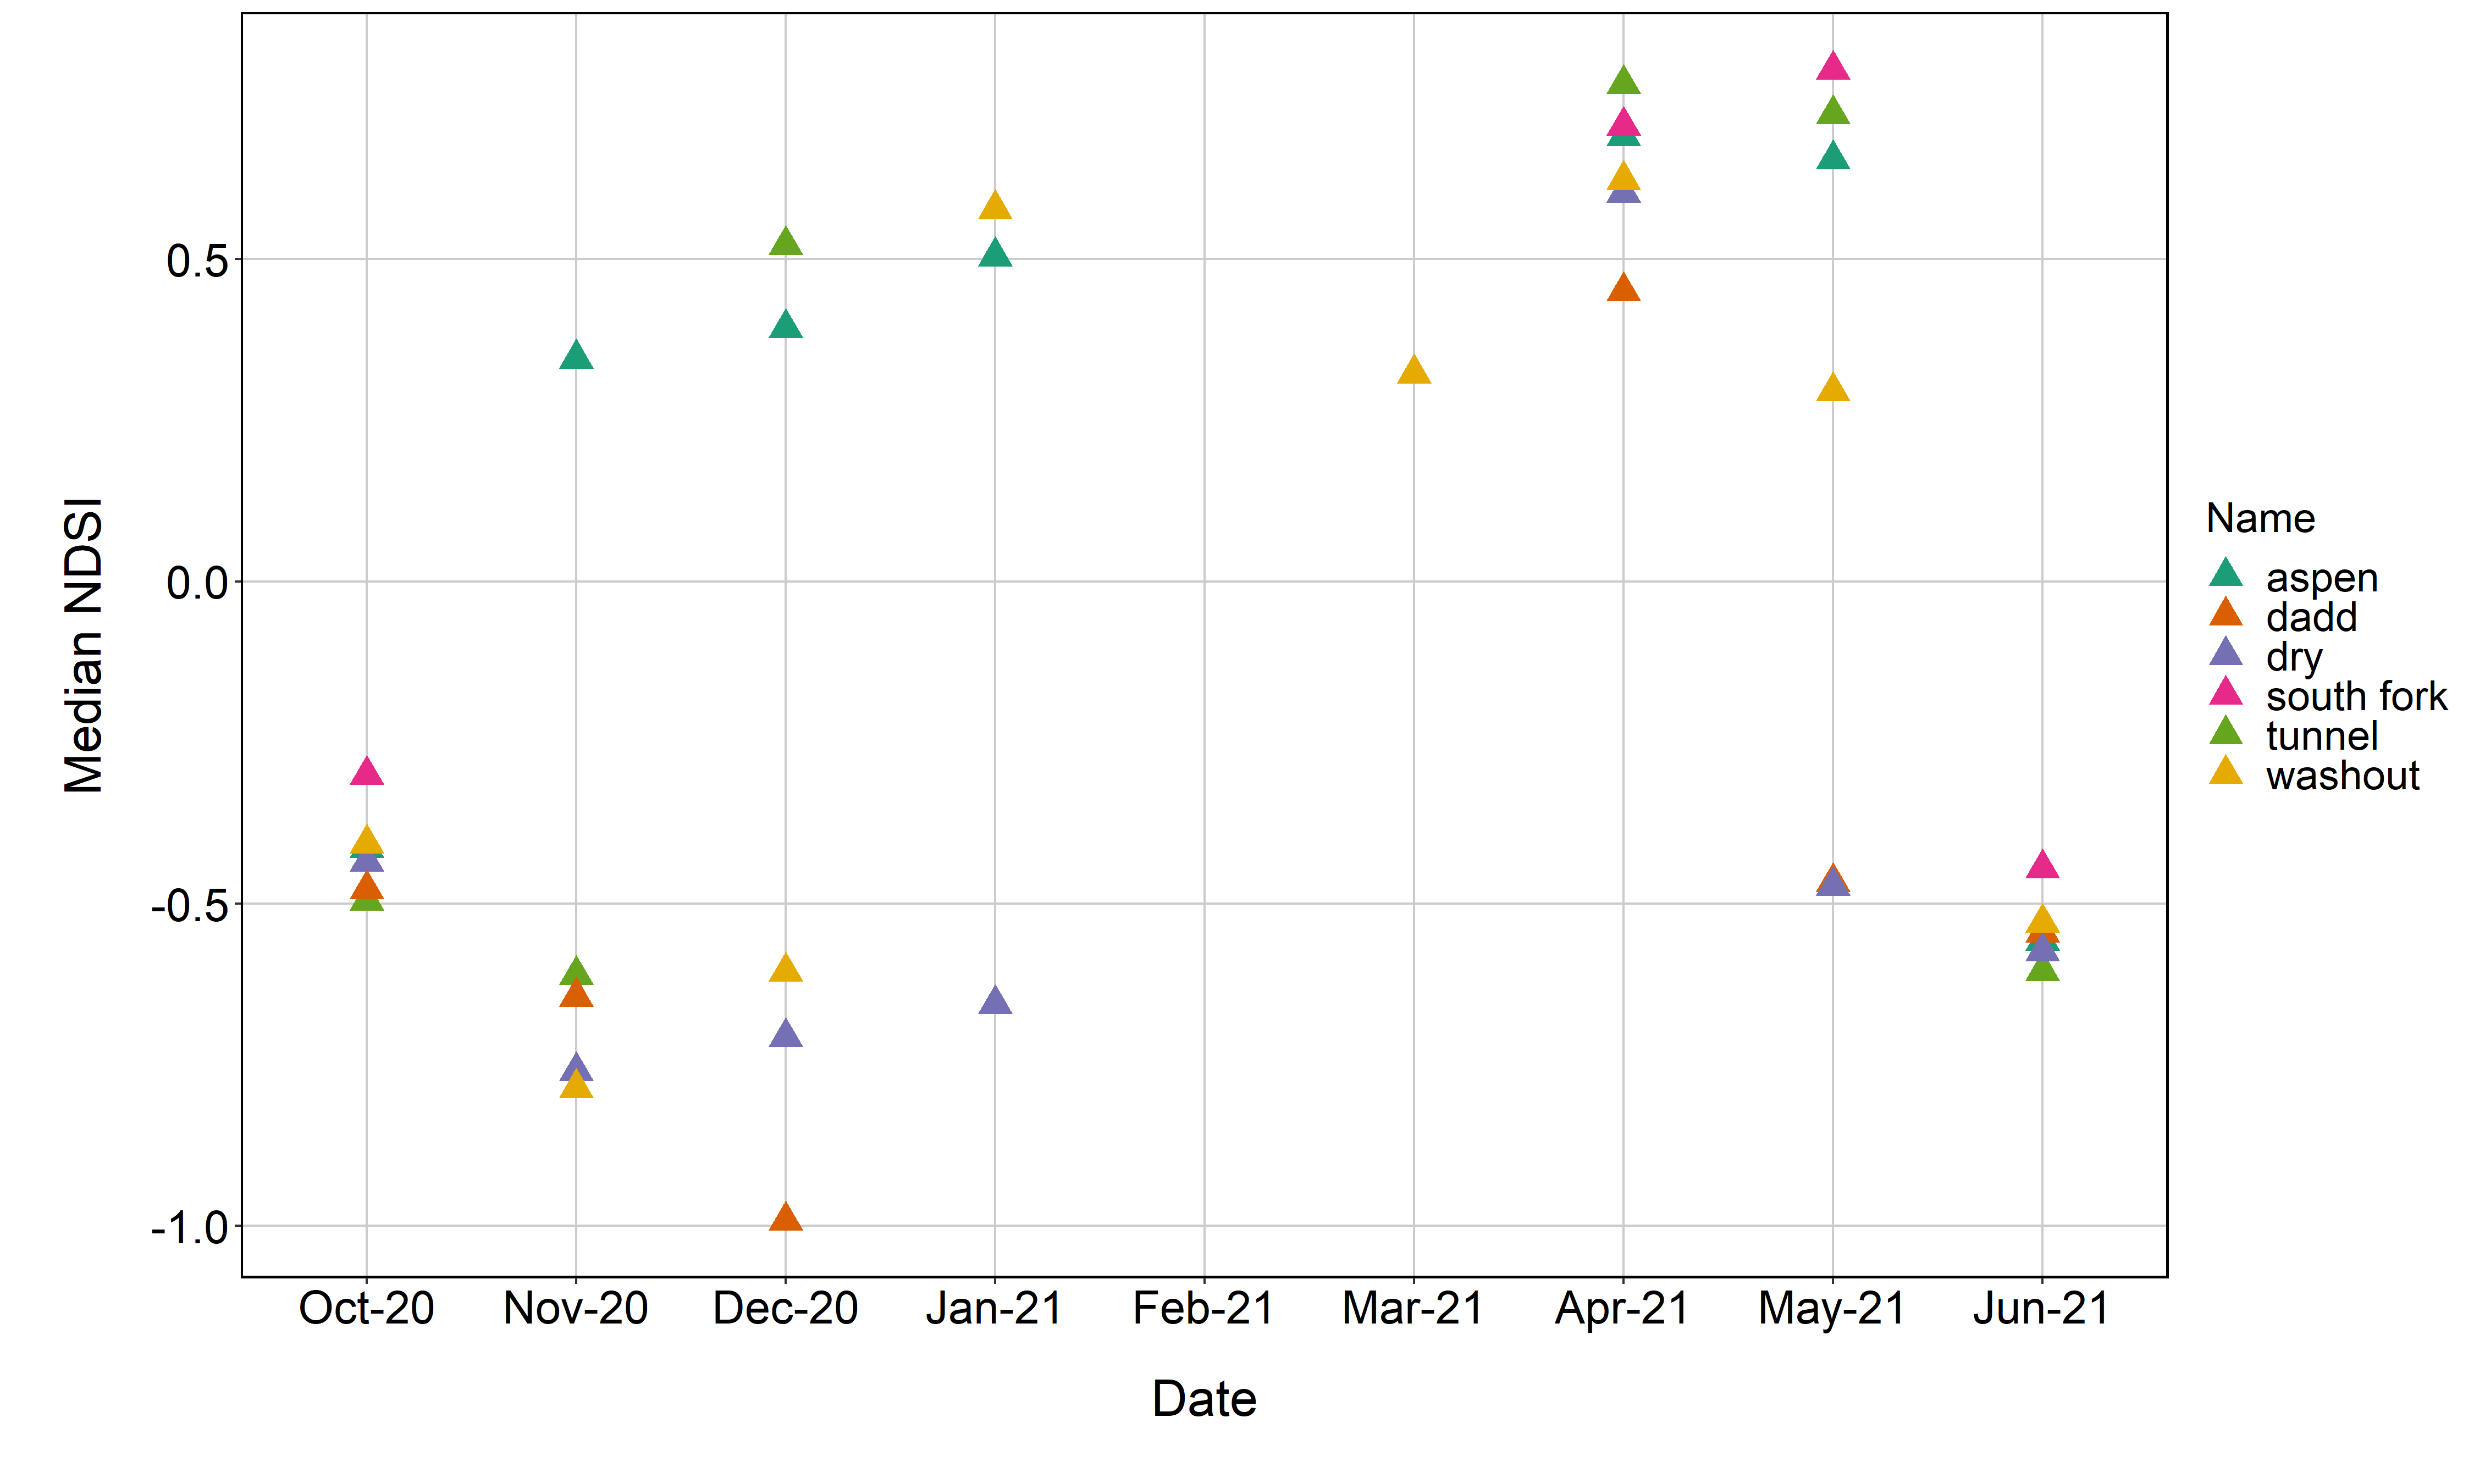 Median NDSI
0.5
0.0
-0.5
-1.0
Oct-20 Nov-20 Dec-20 Jan-21 Feb-21 Mar-21 Apr-21 May-21 Jun-21
Date
Name
aspen
dadd
dry
south fork
tunnel
washout